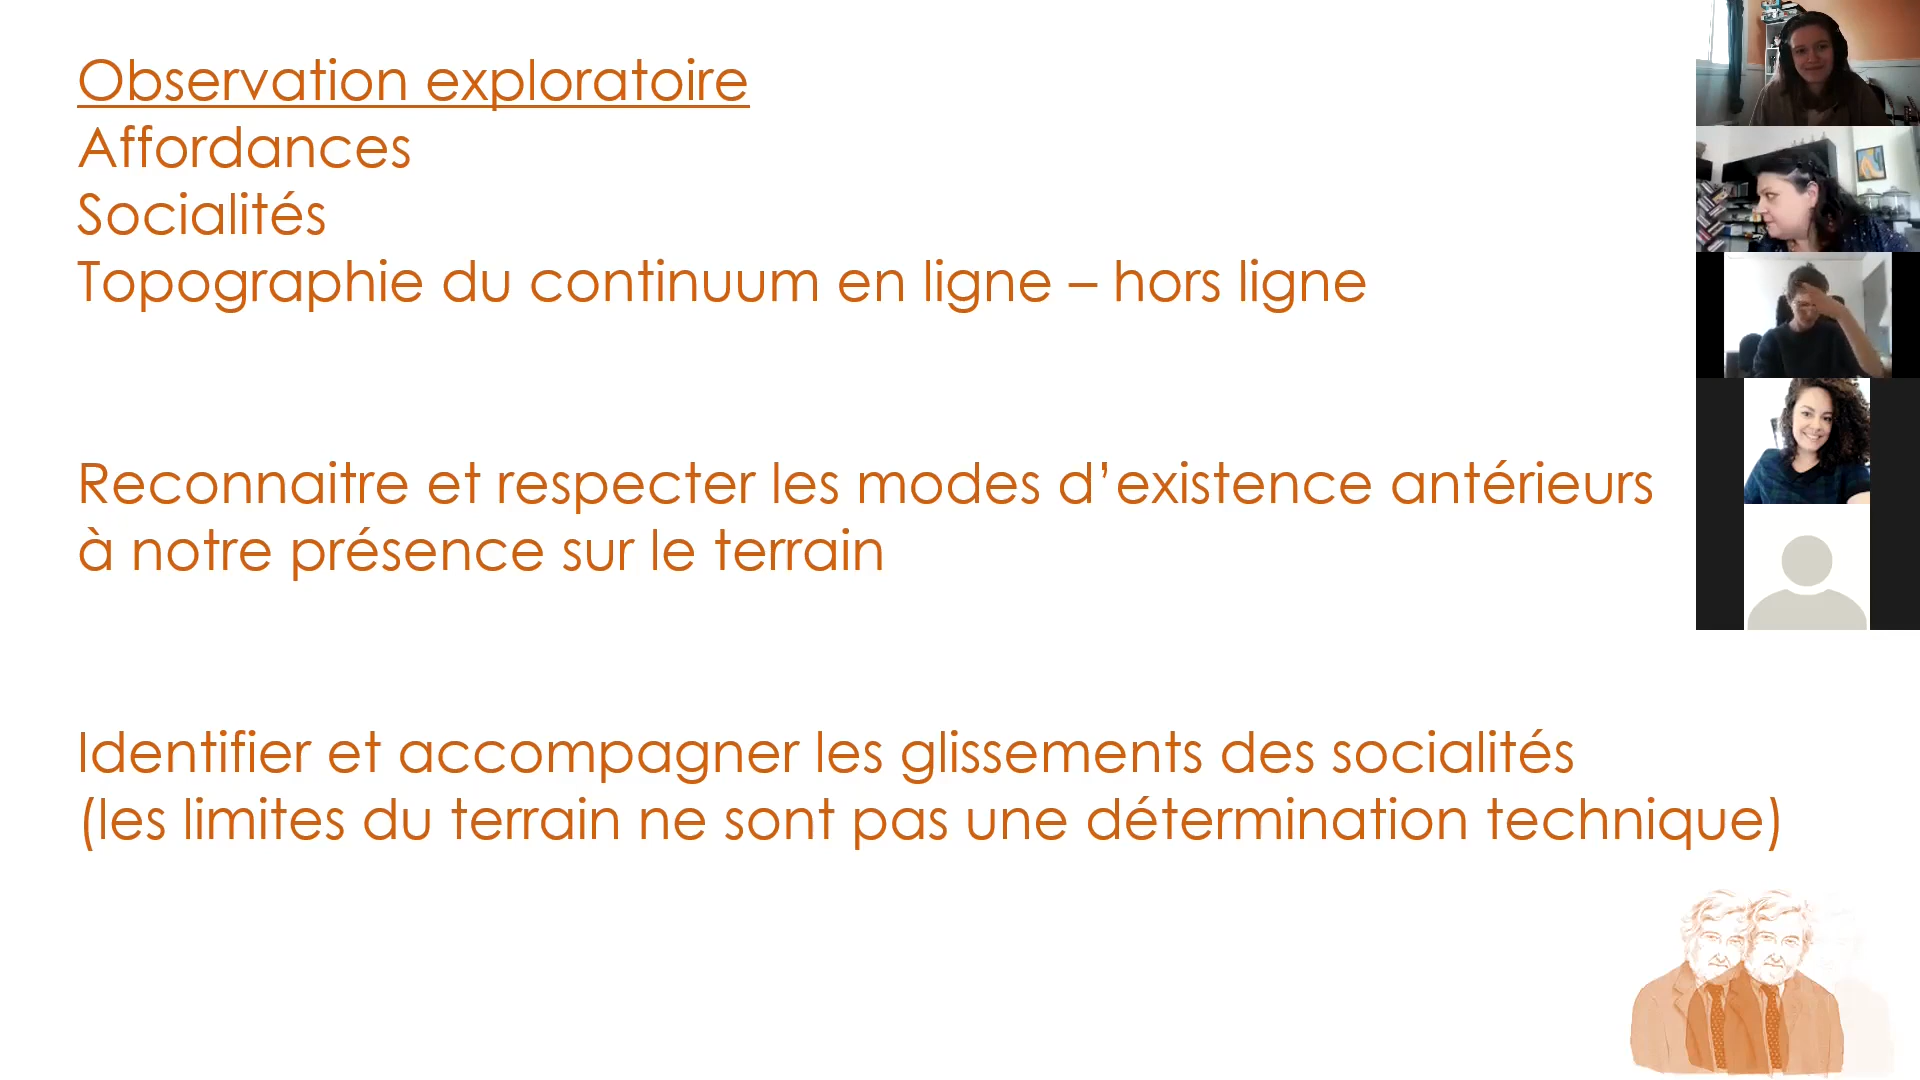 Observation exploratoire
Affordances
Socialités
Topographie du continuum en ligne – hors ligne
Reconnaitre et respecter les modes d’existence antérieurs
à notre présence sur le terrain
Identifier et accompagner les glissements des socialités
(les limites du terrain ne sont pas une détermination technique)